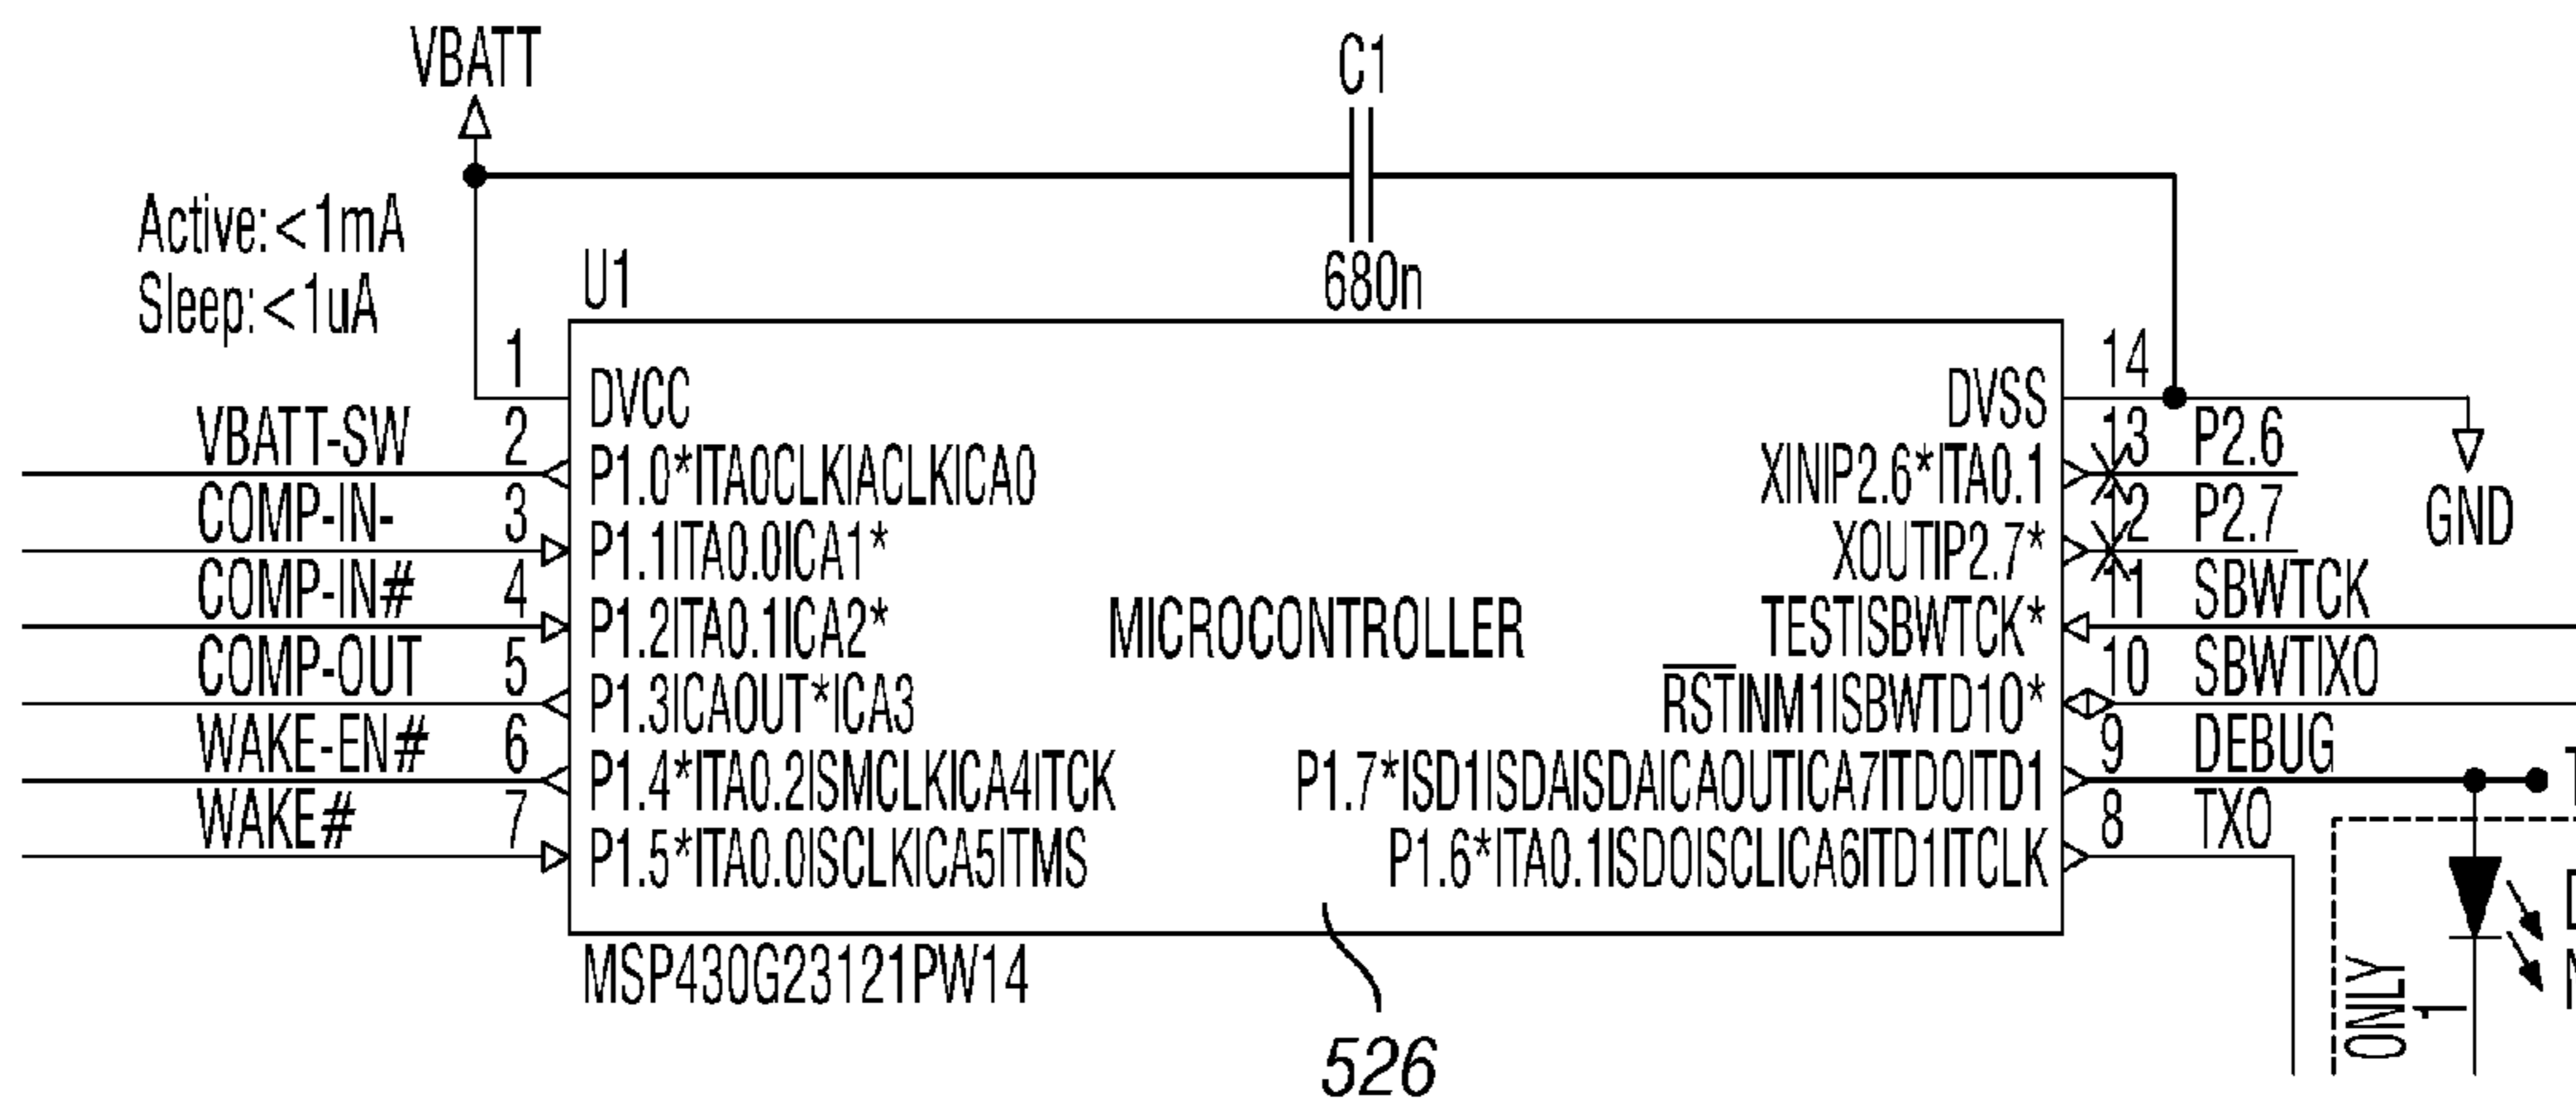 VBATT
C1
680n
Active:<1mA
Sleep:<1uA
U1
1
DVCC
VBATT-SW 2 P1.0*ITA0CLKIACLKICA0
COMP-IN- 3 P1.1ITA0.0ICA1*
COMP-IN# 4 P1.2ITA0.1ICA2*
COMP-OUT 5 P1.3ICAOUT*ICA3
WAKE-EN# 6 P1.4*ITA0.2ISMCLKICA4ITCK
WAKE# 7 P1.5*ITA0.0ISCLKICA5ITMS
MICROCONTROLLER
DVSS 14
GND
XINIP2.6*ITA0.1 13 P2.6
XOUTIP2.7* 12 P2.7
TESTISBWTCK* 11 SBWTCK
RSTINM1ISBWTD1O* 10 SBWTIXO
P1.7*ISD1ISDAISDAICAOUTICA7ITDOITD1 9 DEBUG
P1.6*ITA0.1ISDOISCLICA6ITD1ITCLK 8 TXO
MSP430G23121PW14
526
ONLY
1